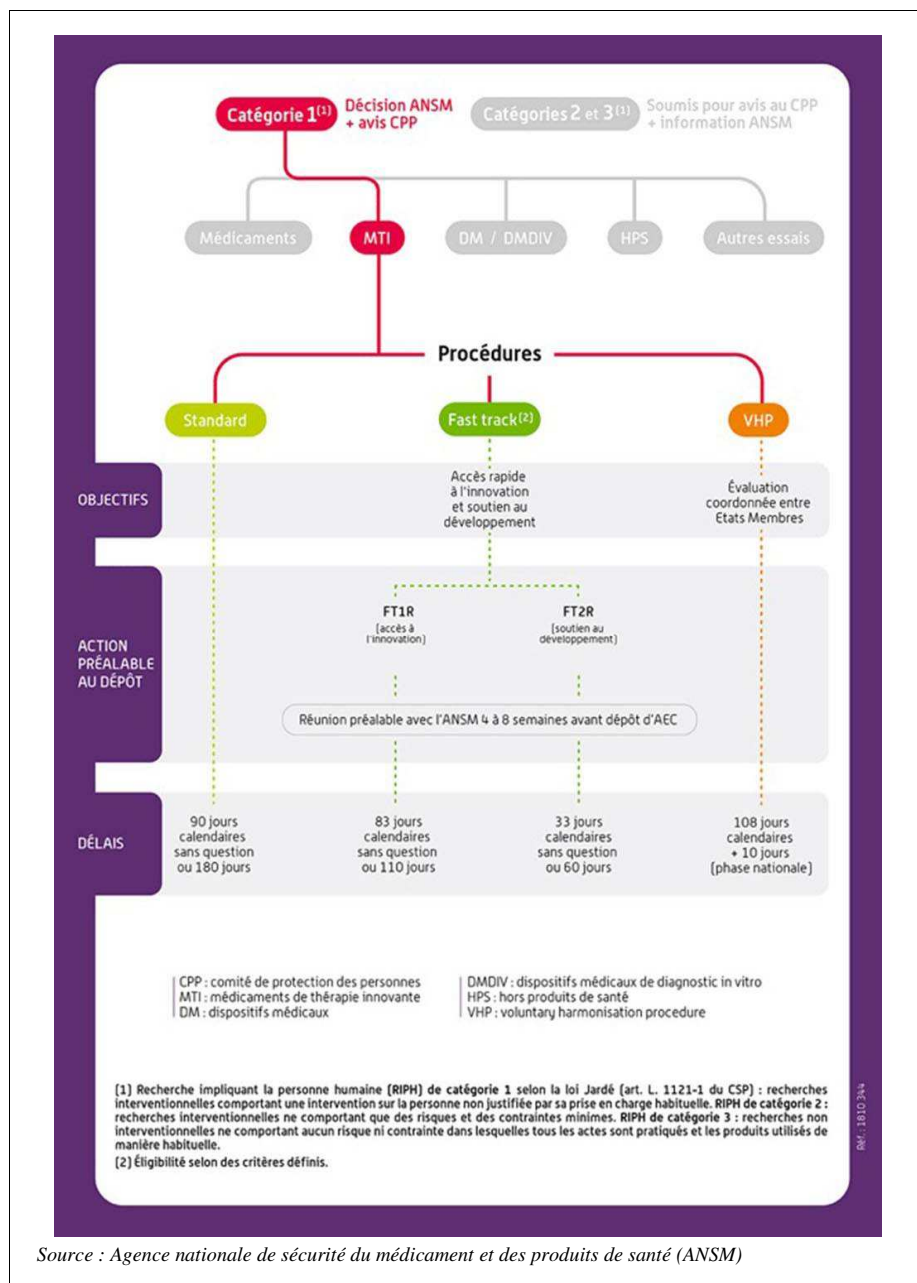 Catégorie 1(1)
Décision ANSM
+ avis CPP
Catégories 2 et 3(1)
Soumis pour avis au CPP
+ information ANSM
Médicaments
MTI
DM / DMDIV
HPS
Autres essais
Procédures
Standard
Fast track(2)
VHP
OBJECTIFS
Accès rapide
à l'innovation
et soutien au
développement
Évaluation
coordonnée entre
Etats Membres
ACTION
PRÉALABLE
AU DÉPÔT
FT1R
(accès à
l'innovation)
FT2R
(soutien au
développement)
Réunion préalable avec l'ANSM 4 à 8 semaines avant dépôt d'AEC
DÉLAIS
90 jours
calendaires
sans question
ou 180 jours
83 jours
calendaires
sans question
ou 110 jours
33 jours
calendaires
sans question
ou 60 jours
108 jours
calendaires
+ 10 jours
(phase nationale)
CPP : comité de protection des personnes
MTI : médicaments de thérapie innovante
DM : dispositifs médicaux
DMDIV : dispositifs médicaux de diagnostic in vitro
HPS : hors produits de santé
VHP : voluntary harmonisation procedure
(1) Recherche impliquant la personne humaine (RIPH) de catégorie 1 selon la loi Jardé (art. L. 1121-1 du CSP) : recherches
interventionnelles comportant une intervention sur la personne non justifiée par sa prise en charge habituelle. RIPH de catégorie 2 :
recherches interventionnelles ne comportant que des risques et des contraintes minimes. RIPH de catégorie 3 : recherches non
interventionnelles ne comportant aucun risque ni contrainte dans lesquelles tous les actes sont pratiqués et les produits utilisés de
manière habituelle.
(2) Éligibilité selon des critères définis.
Réf. : 1810 344
Source : Agence nationale de sécurité du médicament et des produits de santé (ANSM)